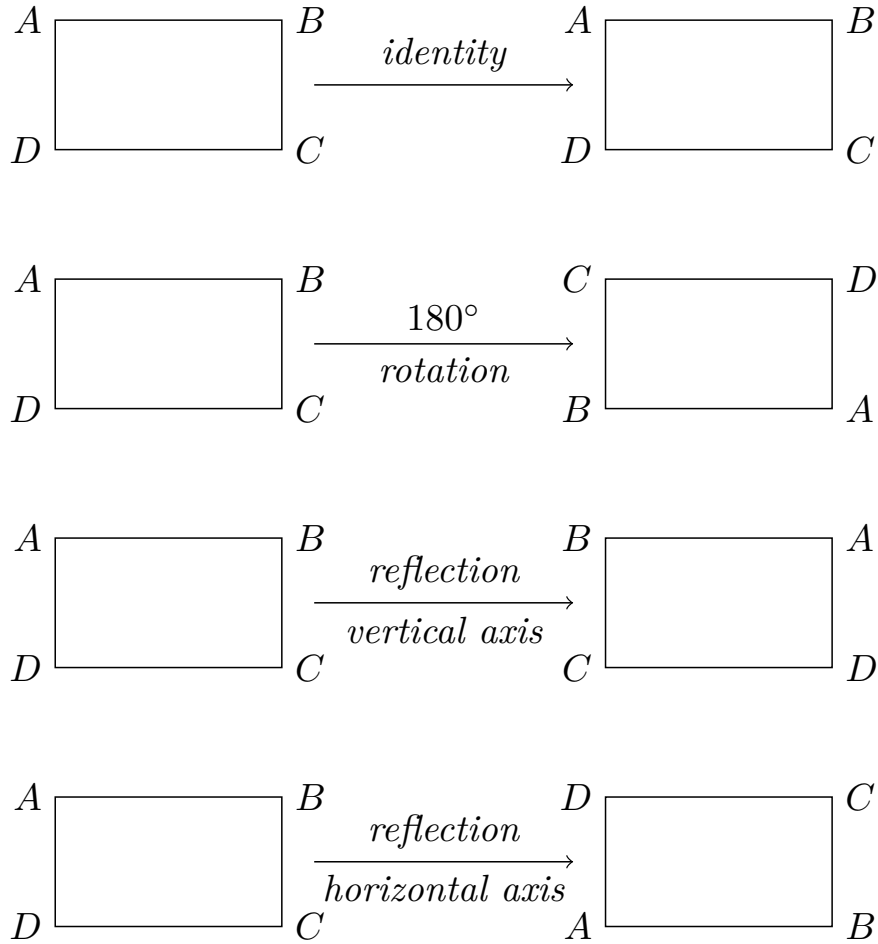 A B A B
identity
D C D C
A B C D
180°
rotation
D C B A
A B B A
reflection
vertical axis
D C C D
A B D C
reflection
horizontal axis
D C A B